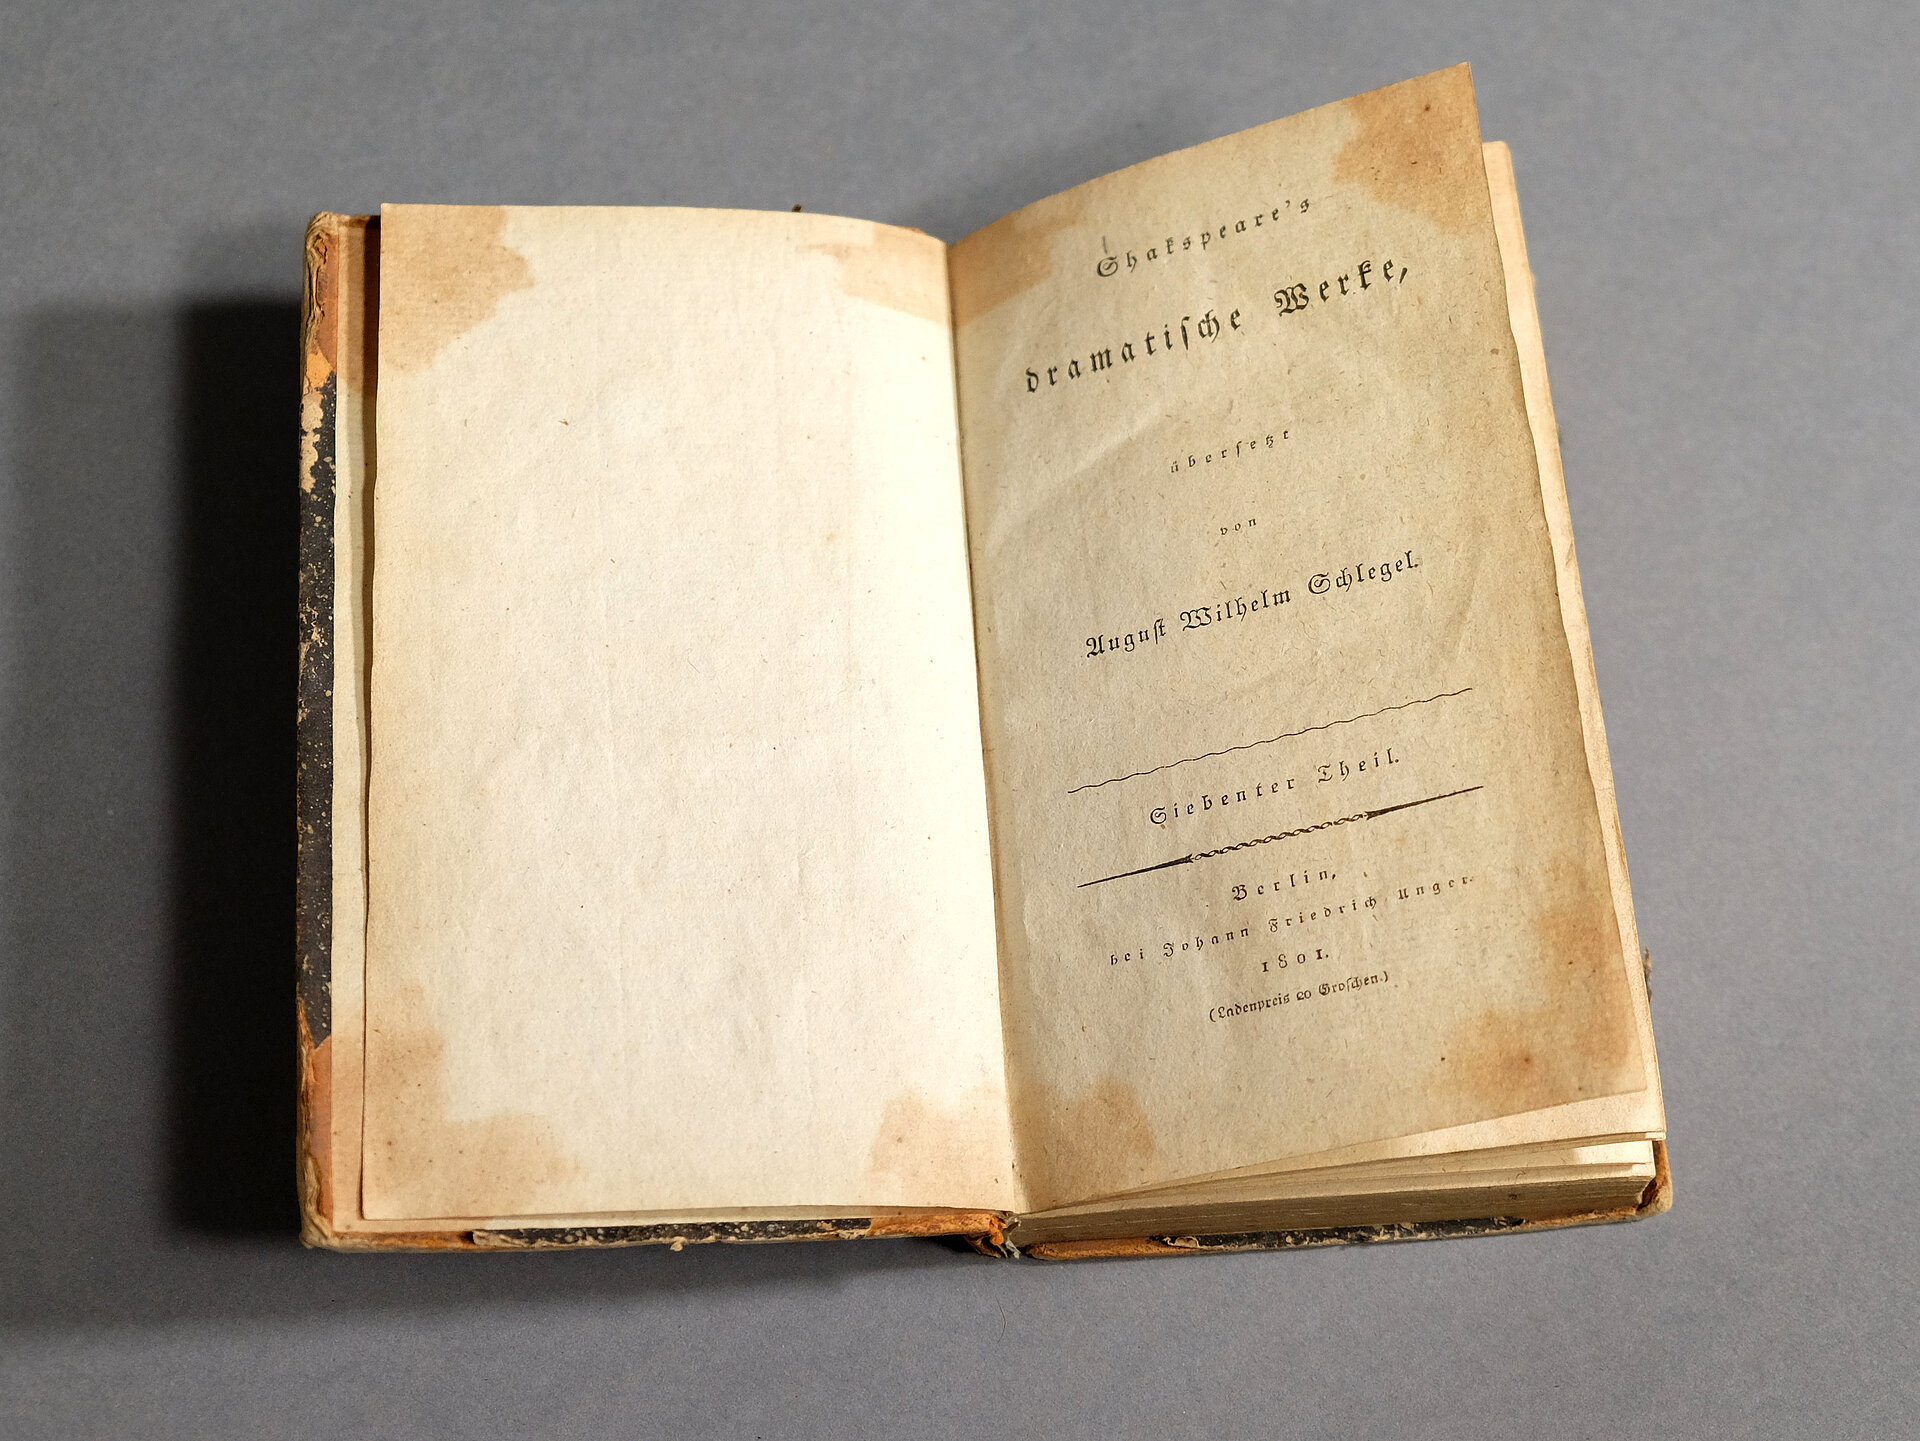 Shakspeare's
dramatiſche Werke,
überſetzt
von
Auguſt Wilhelm Schlegel.
Siebenter Theil.
Berlin,
bei Johann Friedrich Unger.
1801.
(Ladenpreis 20 Groſchen.)